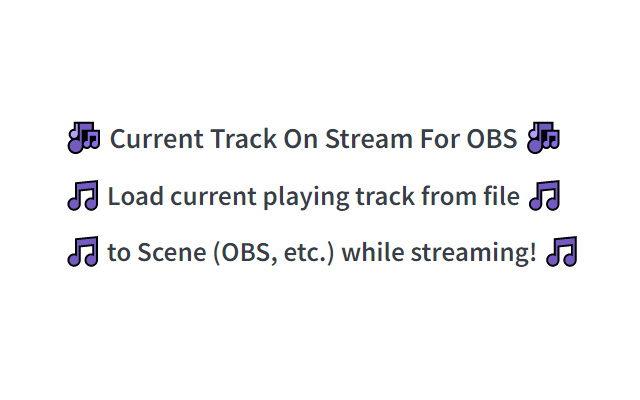 🎶 Current Track On Stream For OBS 🎶
🎵 Load current playing track from file 🎵
🎵 to Scene (OBS, etc.) while streaming! 🎵